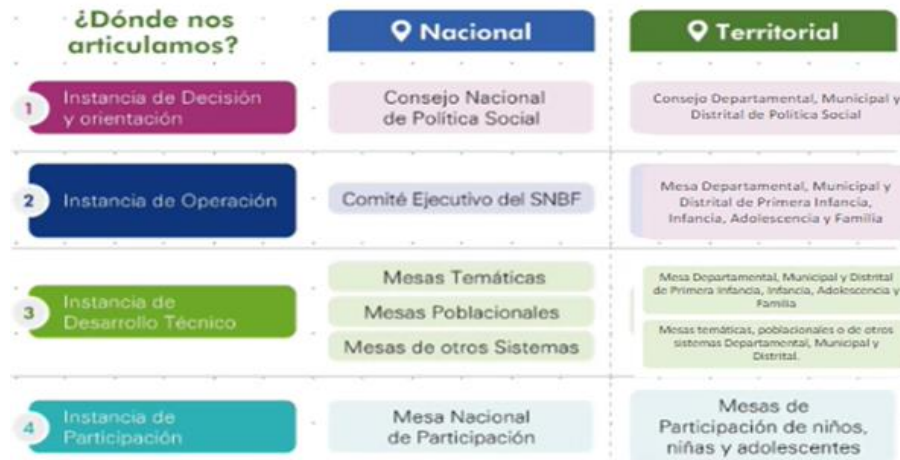 ¿Dónde nos
articulamos?
Nacional
Territorial
1
Instancia de Decisión
y orientación
Consejo Nacional
de Política Social
Consejo Departamental, Municipal y
Distrital de Política Social
2
Instancia de Operación
Comité Ejecutivo del SNBF
Mesa Departamental, Municipal y
Distrital de Primera Infancia,
Infancia, Adolescencia y Familia
3
Instancia de
Desarrollo Técnico
Mesas Temáticas
Mesas Poblacionales
Mesas de otros Sistemas
Mesa Departamental, Municipal y Distrital
de Primera Infancia, Infancia, Adolescencia y
Familia
Mesas temáticas, poblacionales o de otros
sistemas Departamental, Municipal y
Distrital.
4
Instancia de
Participación
Mesa Nacional
de Participación
Mesas de
Participación de niños,
niñas y adolescentes